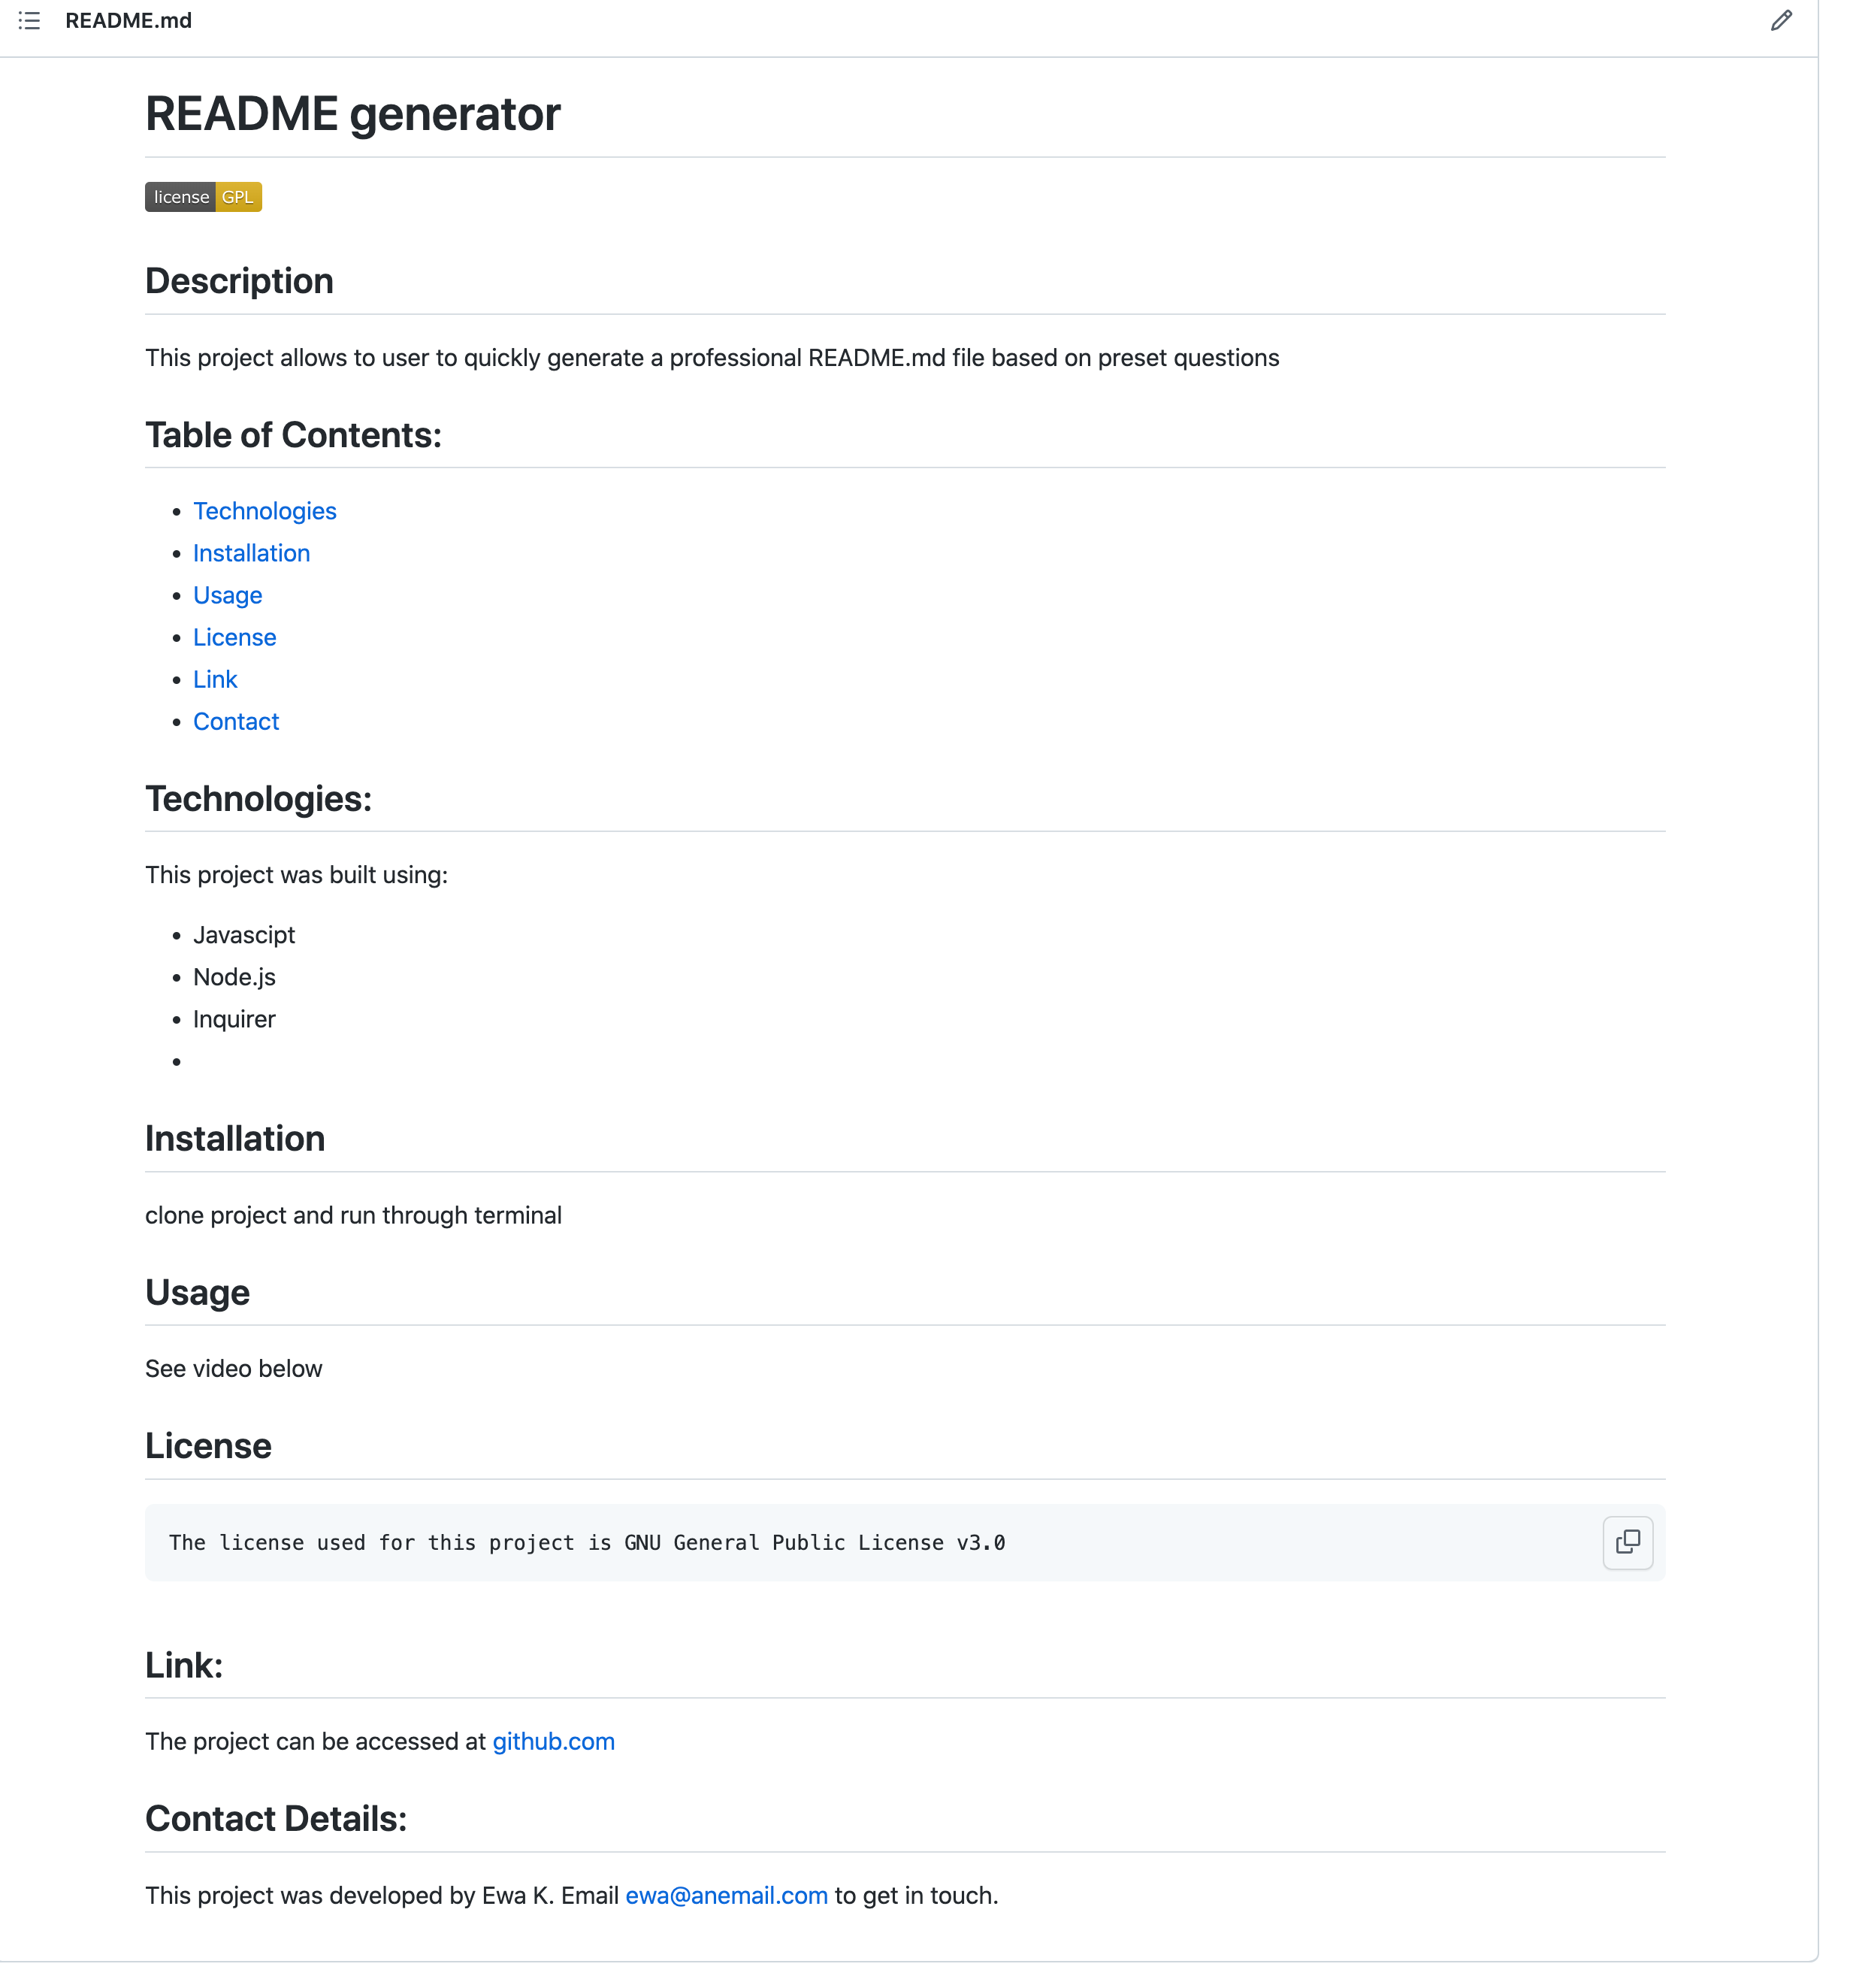 README.md
README generator
license GPL
Description
This project allows to user to quickly generate a professional README.md file based on preset questions
Table of Contents:
Technologies
Installation
Usage
License
Link
Contact
Technologies:
This project was built using:
Javascipt
Node.js
Inquirer
Installation
clone project and run through terminal
Usage
See video below
License
The license used for this project is GNU General Public License v3.0
Link:
The project can be accessed at github.com
Contact Details:
This project was developed by Ewa K. Email ewa@anemail.com to get in touch.